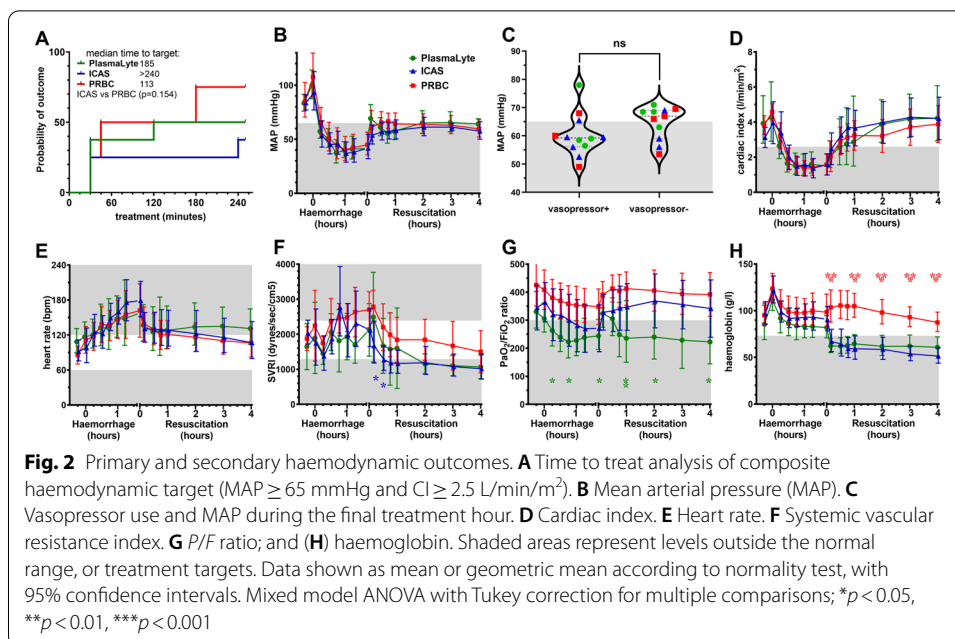 A
median time to target:
PlasmaLyte 185
ICAS >240
PRBC 113
ICAS vs PRBC (p=0.154)
Probability of outcome
100
50
0
0 60 120 180 240
treatment (minutes)
B
PlasmaLyte
ICAS
PRBC
MAP (mmHg)
150
100
50
0
0 1 0 1 2 3 4
Haemorrhage (hours)
Resuscitation (hours)
C
ns
MAP (mmHg)
90
80
70
60
50
40
vasopressor+ vasopressor-
D
cardiac index (l/min/m²)
8
6
4
2
0
0 1 0 1 2 3 4
Haemorrhage (hours)
Resuscitation (hours)
E
heart rate (bpm)
240
180
120
60
0
0 1 0 1 2 3 4
Haemorrhage (hours)
Resuscitation (hours)
F
SVRI (dynes/sec/cm5)
4000
3000
2000
1000
0
* *
*
0 1 0 1 2 3 4
Haemorrhage (hours)
Resuscitation (hours)
G
PaO₂/FiO₂ ratio
500
400
300
200
100
0
* * * * * * *
0 1 0 1 2 3 4
Haemorrhage (hours)
Resuscitation (hours)
H
haemoglobin (g/l)
150
100
50
0
*** *** *** *** ***
0 1 0 1 2 3 4
Haemorrhage (hours)
Resuscitation (hours)
Fig. 2 Primary and secondary haemodynamic outcomes. A Time to treat analysis of composite
haemodynamic target (MAP ≥ 65 mmHg and CI ≥ 2.5 L/min/m²). B Mean arterial pressure (MAP). C
Vasopressor use and MAP during the final treatment hour. D Cardiac index. E Heart rate. F Systemic vascular
resistance index. G P/F ratio; and (H) haemoglobin. Shaded areas represent levels outside the normal
range, or treatment targets. Data shown as mean or geometric mean according to normality test, with
95% confidence intervals. Mixed model ANOVA with Tukey correction for multiple comparisons; *p < 0.05,
**p < 0.01, ***p < 0.001